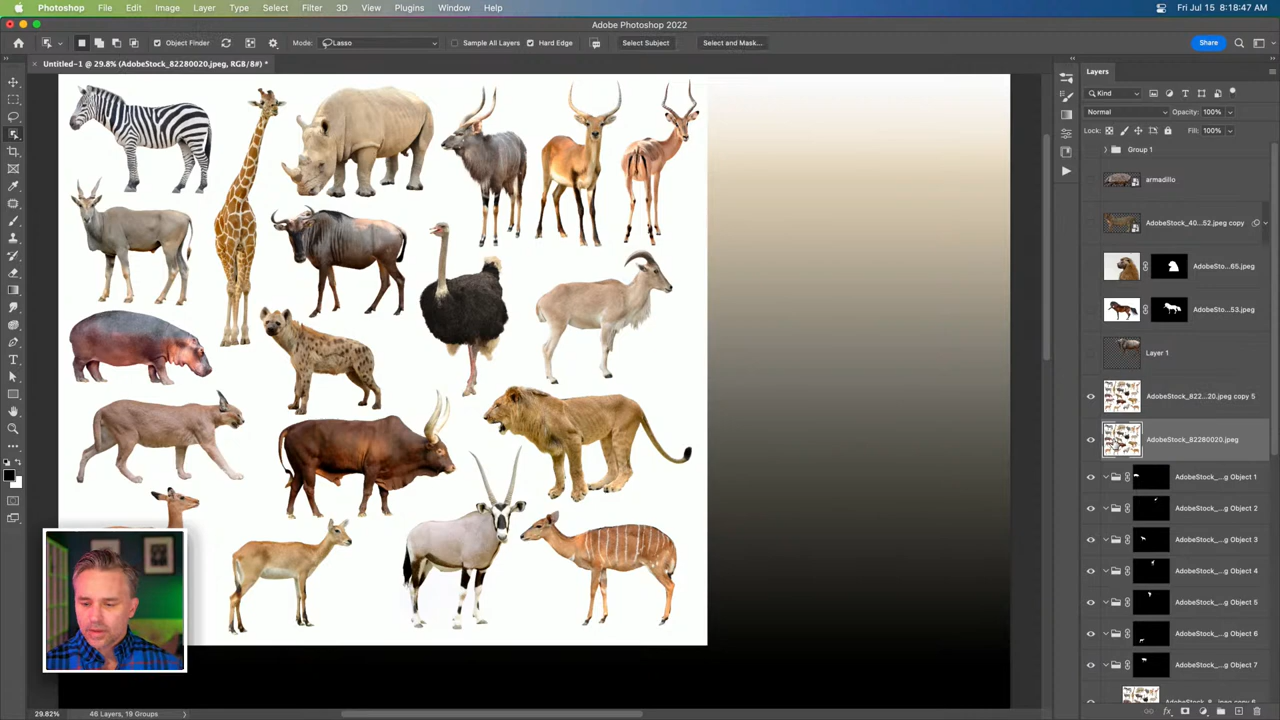 Photoshop File Edit Image Layer Type Select Filter 3D View Plugins Window Help Fri Jul 15 8:18:47 AM
Adobe Photoshop 2022
Object Finder Mode: Lasso Sample All Layers Hard Edge Select Subject Select and Mask... Share
Untitled-1 @ 29.8% (AdobeStock_82280020.jpeg, RGB/8#) *
Layers
Kind
Normal Opacity: 100%
Lock: Fill: 100%
Group 1
armadillo
AdobeStock_40...52.jpeg copy
AdobeSto...65.jpeg
AdobeSto...53.jpeg
Layer 1
AdobeStock_822...20.jpeg copy 5
AdobeStock_82280020.jpeg
AdobeStock_...g Object 1
AdobeStock_...g Object 2
AdobeStock_...g Object 3
AdobeStock_...g Object 4
AdobeStock_...g Object 5
AdobeStock_...g Object 6
AdobeStock_...g Object 7
29.82% 46 Layers, 19 Groups